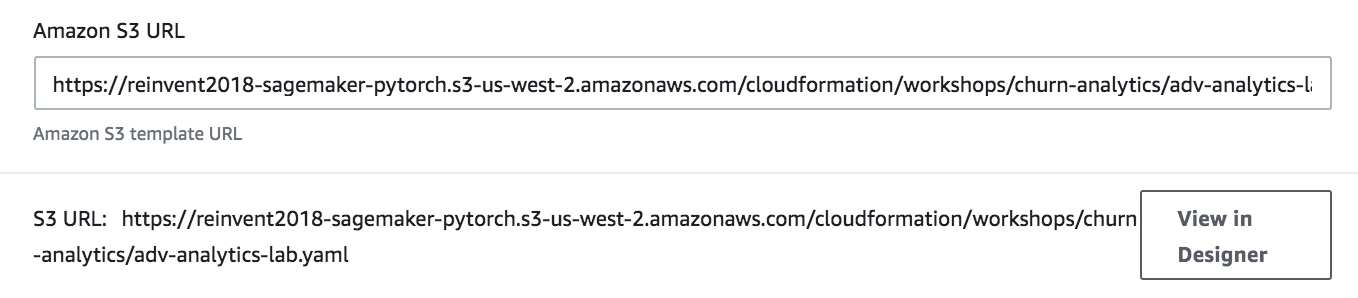 Amazon S3 URL
https://reinvent2018-sagemaker-pytorch.s3-us-west-2.amazonaws.com/cloudformation/workshops/churn-analytics/adv-analytics-l
Amazon S3 template URL
S3 URL: https://reinvent2018-sagemaker-pytorch.s3-us-west-2.amazonaws.com/cloudformation/workshops/churn
-analytics/adv-analytics-lab.yaml
View in
Designer